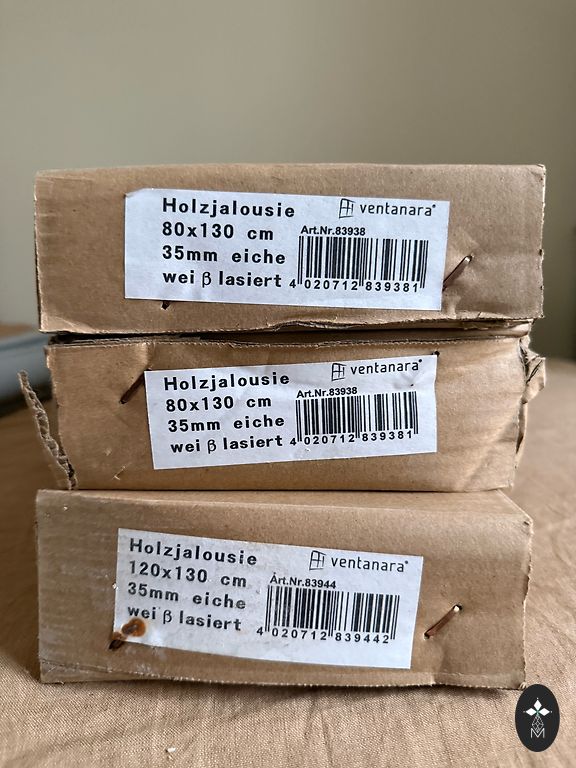 Holzjalousie
80x130 cm
35mm eiche
wei β lasiert
ventanara®
Art.Nr.83938
4 020712 839381
Holzjalousie
80x130 cm
35mm eiche
wei β lasiert
ventanara®
Art.Nr.83938
4 020712 839381
Holzjalousie
120x130 cm
35mm eiche
wei β lasiert
ventanara®
Art.Nr.83944
4 020712 839442
M